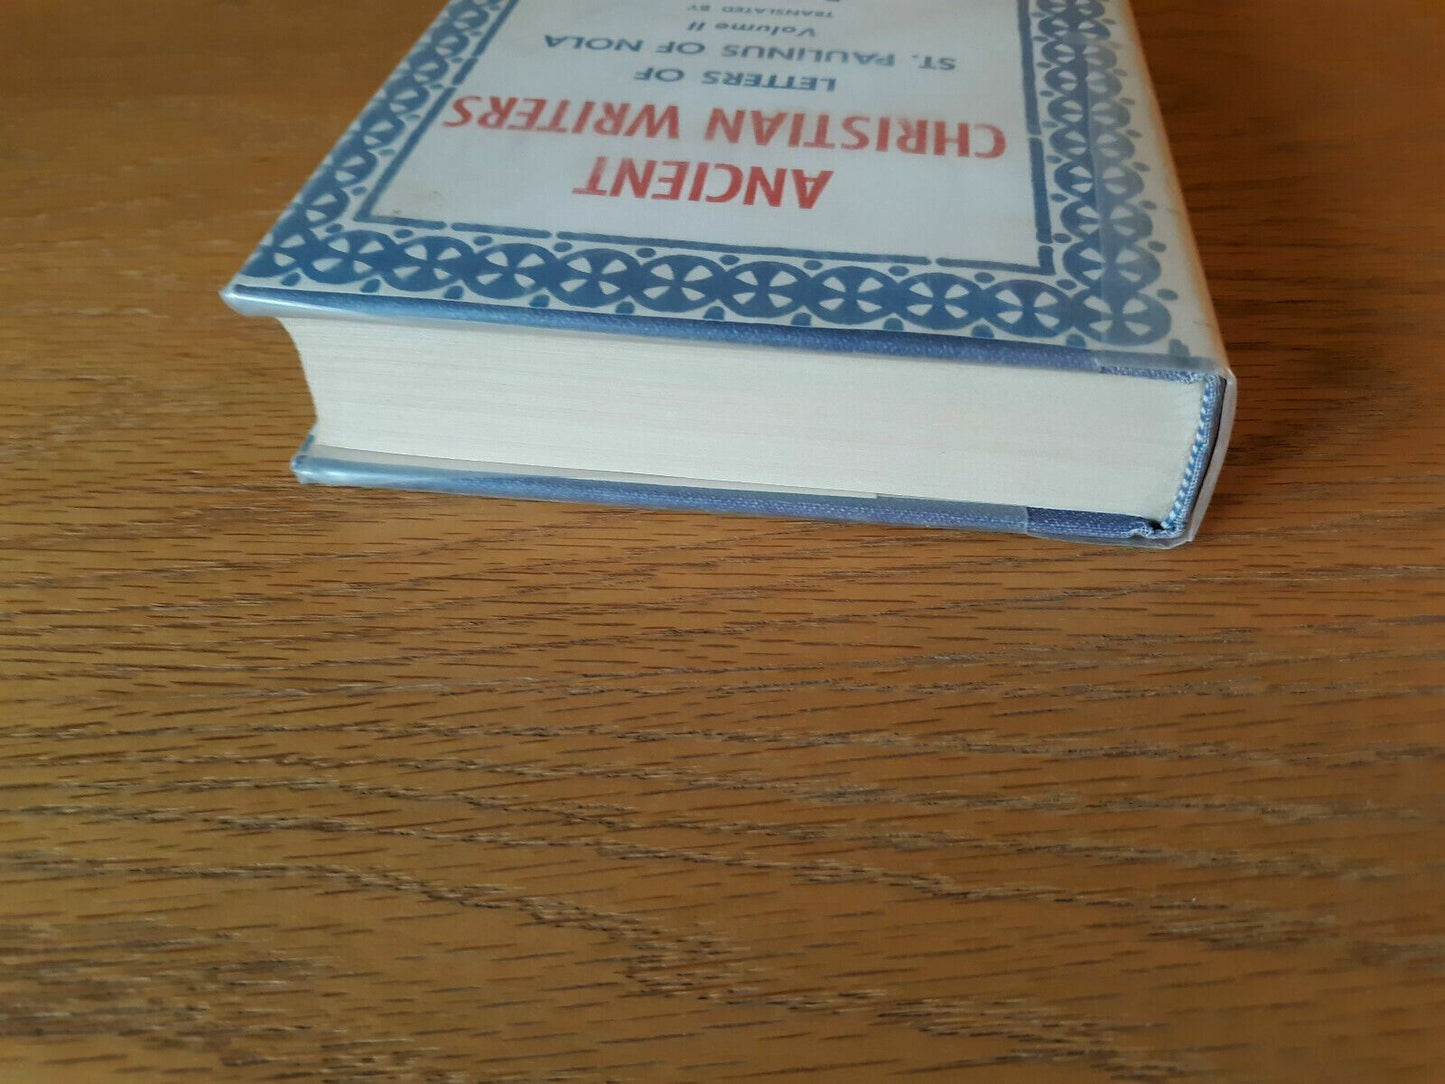 ANCIENT
CHRISTIAN WRITERS
LETTERS OF
ST. PAULINUS OF NOLA
Volume II
TRANSLATED BY